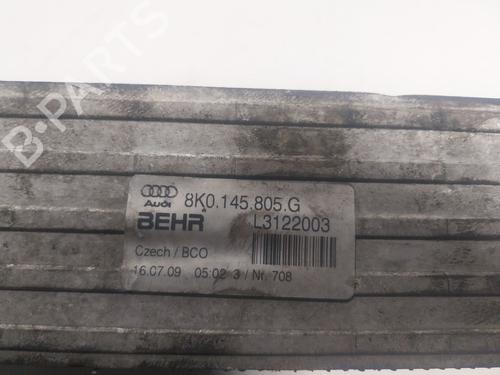 B-PARTS
Audi 8K0.145.805.G
BEHR L3122003
Czech / BCO
16.07.09 05:02 3 / Nr. 708